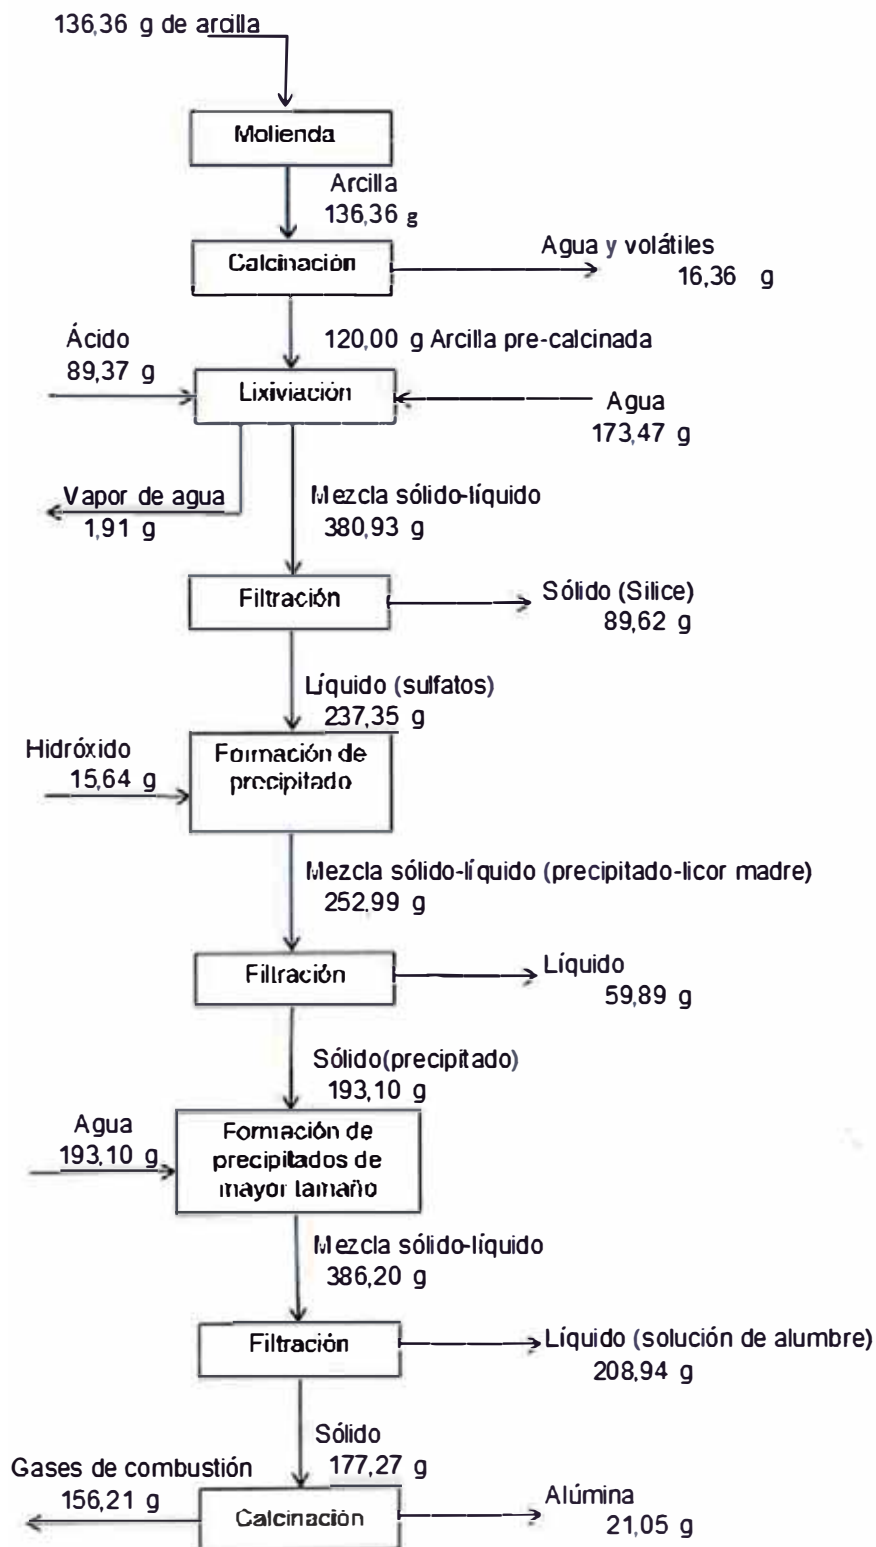 136,36 g de arcilla
Molienda
Arcilla
136,36 g
Calcinación
Agua y volátiles
16,36 g
120,00 g Arcilla pre-calcinada
Ácido
89,37 g
Lixiviación
Agua
173,47 g
Vapor de agua
1,91 g
Mezcla sólido-líquido
380,93 g
Filtración
Sólido (Silice)
89,62 g
Líquido (sulfatos)
237,35 g
Hidróxido
15,64 g
Formación de
precipitado
Mezcla sólido-líquido (precipitado-licor madre)
252,99 g
Filtración
Líquido
59,89 g
Sólido(precipitado)
193,10 g
Agua
193,10 g
Formación de
precipitados de
mayor tamaño
Mezcla sólido-líquido
386,20 g
Filtración
Líquido (solución de alumbre)
208,94 g
Sólido
177,27 g
Gases de combustión
156,21 g
Calcinación
Alúmina
21,05 g